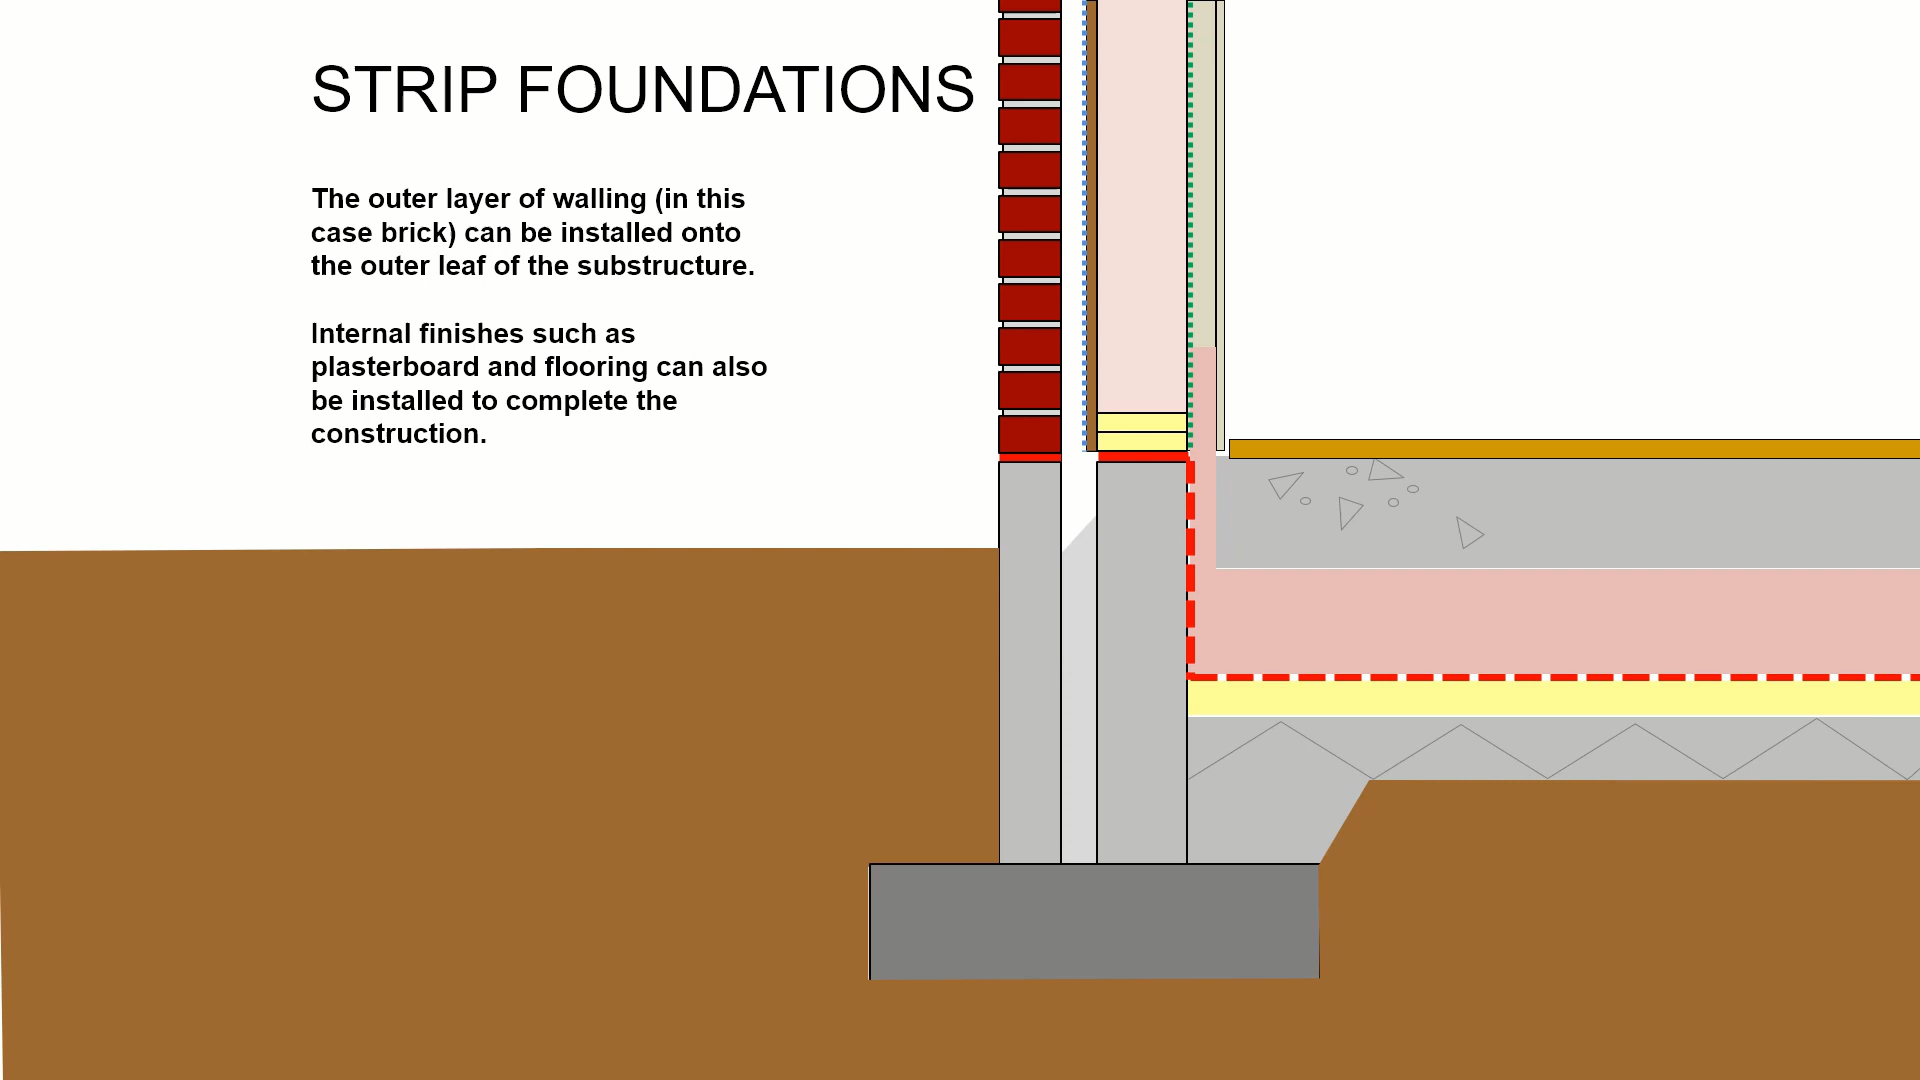 STRIP FOUNDATIONS
The outer layer of walling (in this
case brick) can be installed onto
the outer leaf of the substructure.
Internal finishes such as
plasterboard and flooring can also
be installed to complete the
construction.